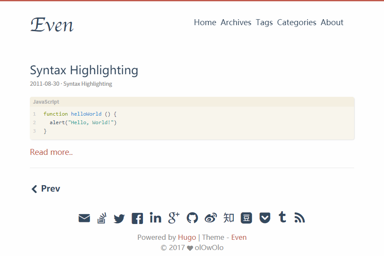 Even
Home Archives Tags Categories About
Syntax Highlighting
2011-08-30 · Syntax Highlighting
JavaScript
1 function helloWorld () {
2 alert("Hello, World!")
3 }
Read more..
Prev
Powered by Hugo | Theme - Even
© 2017 olOwOlo